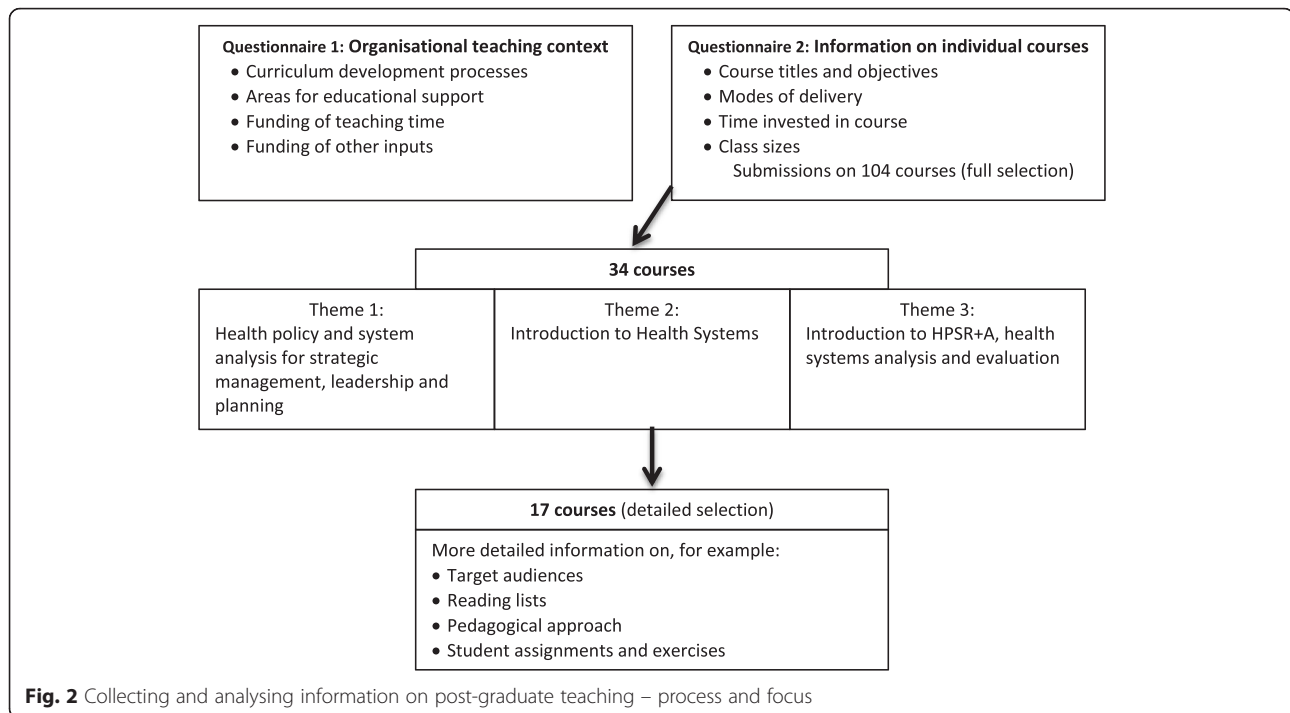 Questionnaire 1: Organisational teaching context
• Curriculum development processes
• Areas for educational support
• Funding of teaching time
• Funding of other inputs
Questionnaire 2: Information on individual courses
• Course titles and objectives
• Modes of delivery
• Time invested in course
• Class sizes
Submissions on 104 courses (full selection)
34 courses
Theme 1:
Health policy and system
analysis for strategic
management, leadership and
planning
Theme 2:
Introduction to Health Systems
Theme 3:
Introduction to HPSR+A, health
systems analysis and evaluation
17 courses (detailed selection)
More detailed information on, for example:
• Target audiences
• Reading lists
• Pedagogical approach
• Student assignments and exercises
Fig. 2 Collecting and analysing information on post-graduate teaching – process and focus